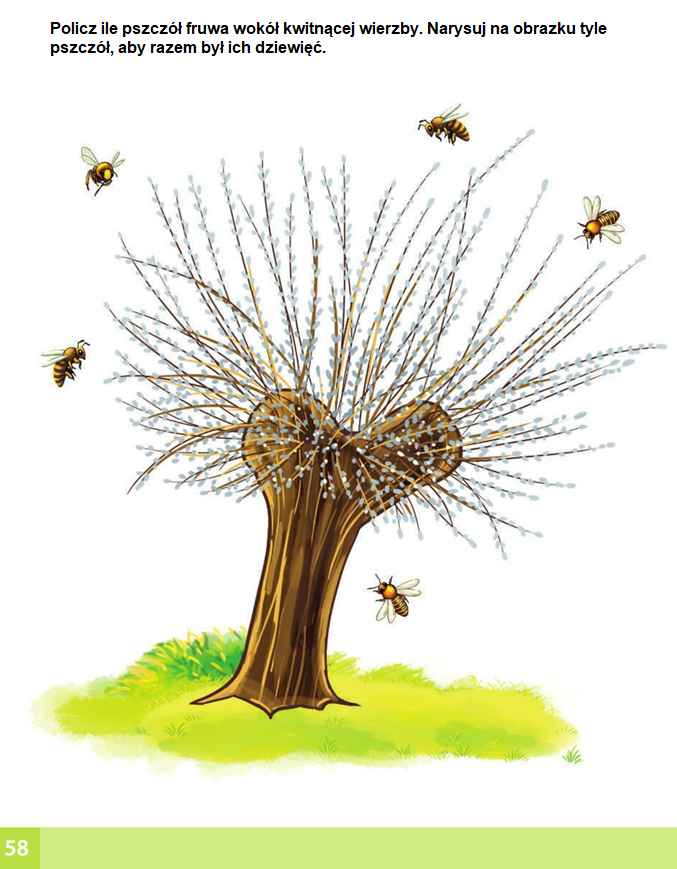 Policz ile pszczół fruwa wokół kwitnącej wierzby. Narysuj na obrazku tyle
pszczół, aby razem był ich dziewięć.
58